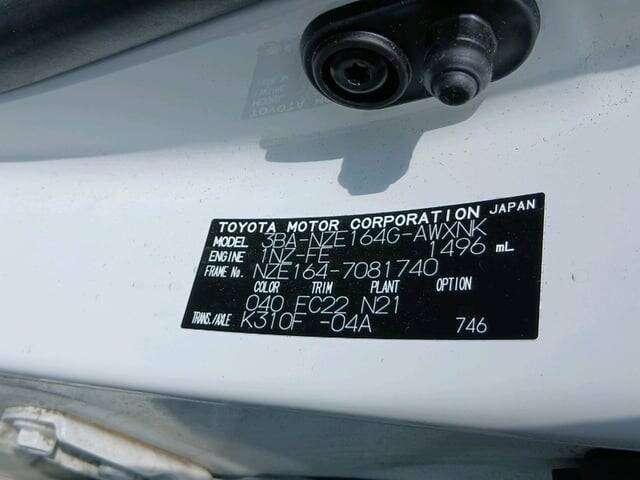 TOYOTA MOTOR CORPORATION JAPAN
MODEL 3BA-NZE164G-AWXNK
ENGINE 1NZ-FE 1496 mL
FRAME No. NZE164-7081740
COLOR TRIM PLANT OPTION
040 FC22 N21
TRANS./AXLE K310F -04A 746